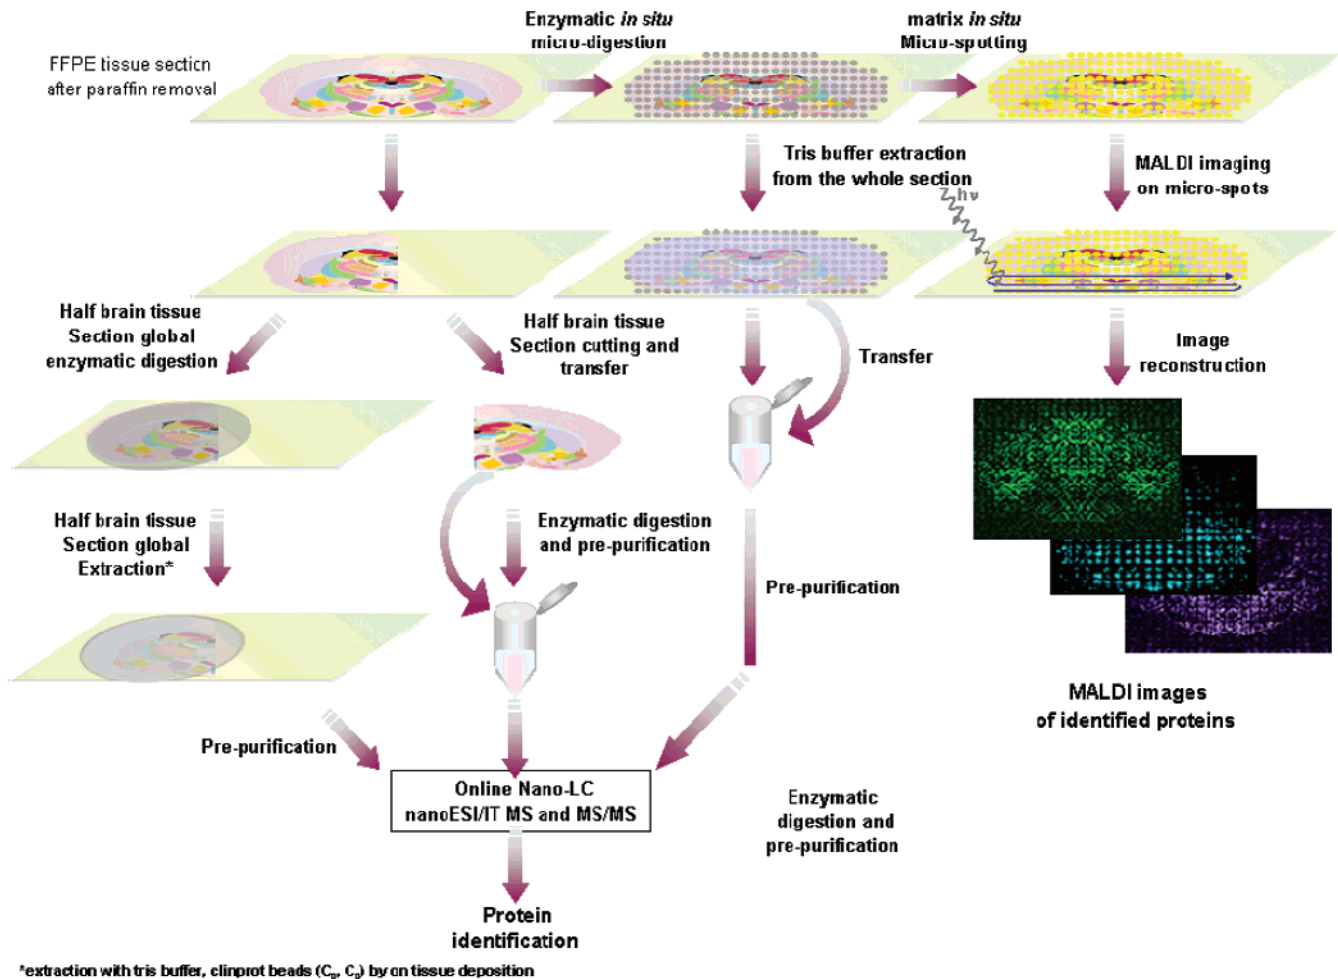 Enzymatic in situ
micro-digestion
matrix in situ
Micro-spotting
FFPE tissue section
after paraffin removal
Tris buffer extraction
from the whole section
MALDI imaging
on micro-spots
hν
Half brain tissue
Section global
enzymatic digestion
Half brain tissue
Section cutting and
transfer
Transfer
Image
reconstruction
Half brain tissue
Section global
Extraction*
Enzymatic digestion
and pre-purification
Pre-purification
MALDI images
of identified proteins
Pre-purification
Online Nano-LC
nanoESI/IT MS and MS/MS
Enzymatic
digestion and
pre-purification
Protein
identification
*extraction with tris buffer, clinprot beads (C, C) by on tissue deposition